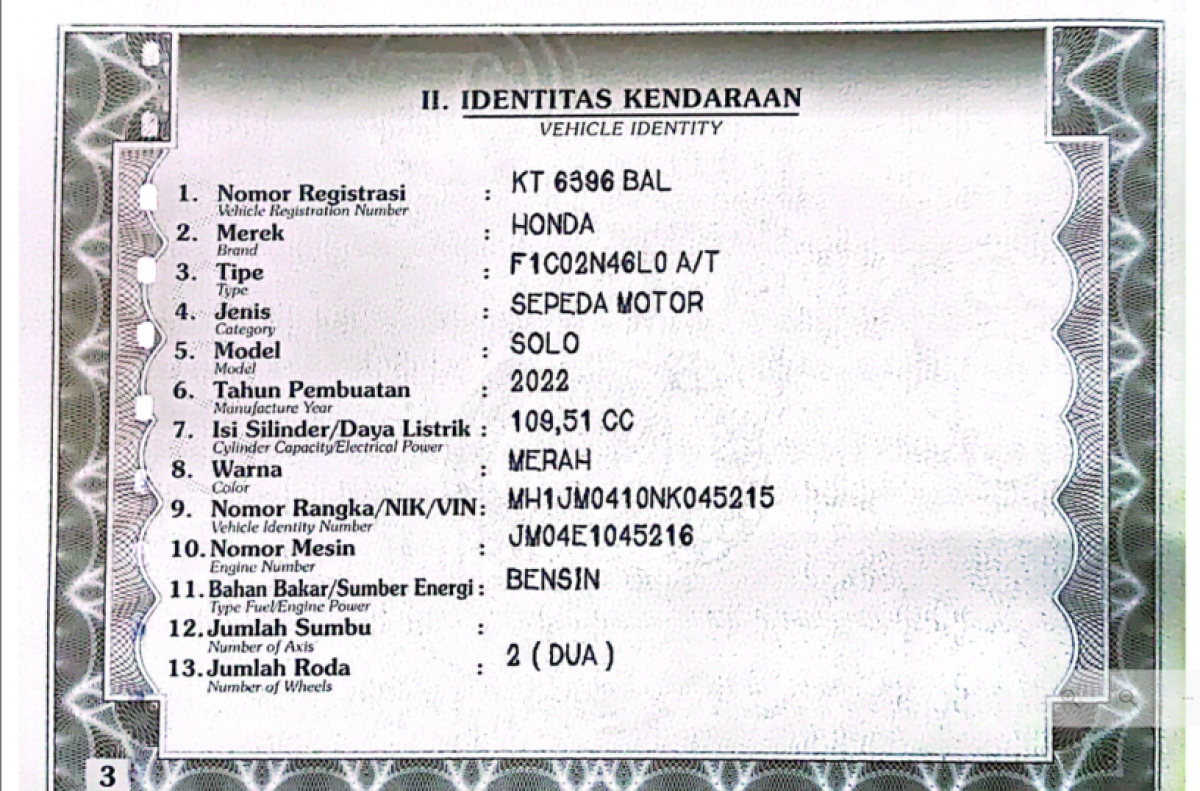 II. IDENTITAS KENDARAAN
VEHICLE IDENTITY
1. Nomor Registrasi : KT 6396 BAL
Vehicle Registration Number
2. Merek : HONDA
Brand
3. Tipe : F1C02N46L0 A/T
Type
4. Jenis : SEPEDA MOTOR
Category
5. Model : SOLO
Model
6. Tahun Pembuatan : 2022
Manufacture Year
7. Isi Silinder/Daya Listrik : 109,51 CC
Cylinder Capacity/Electrical Power
8. Warna : MERAH
Color
9. Nomor Rangka/NIK/VIN: MH1JM0410NK045215
Vehicle Identity Number
10. Nomor Mesin : JM04E1045216
Engine Number
11. Bahan Bakar/Sumber Energi : BENSIN
Type Fuel/Engine Power
12. Jumlah Sumbu :
Number of Axis
13. Jumlah Roda : 2 ( DUA )
Number of Wheels
3